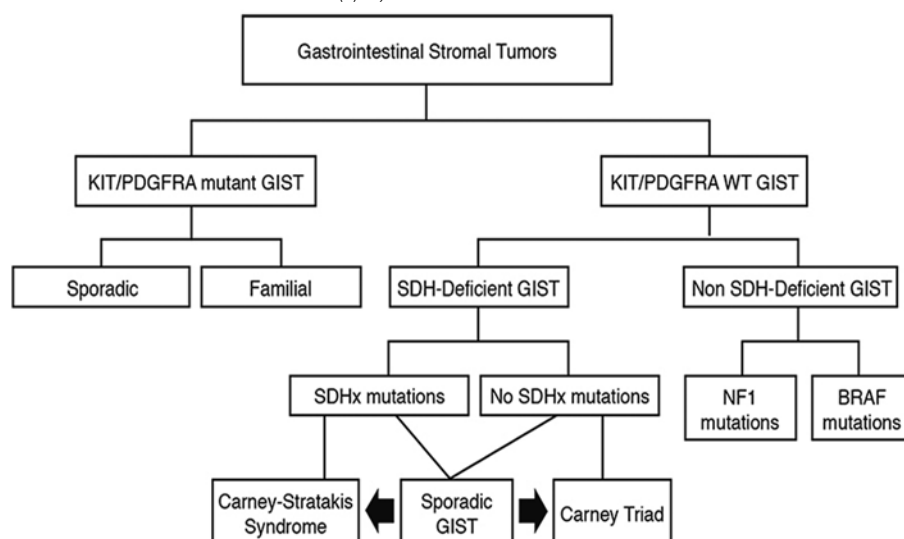 Gastrointestinal Stromal Tumors
KIT/PDGFRA mutant GIST
KIT/PDGFRA WT GIST
Sporadic
Familial
SDH-Deficient GIST
Non SDH-Deficient GIST
SDHx mutations
No SDHx mutations
NF1
mutations
BRAF
mutations
Carney-Stratakis
Syndrome
Sporadic
GIST
Carney Triad